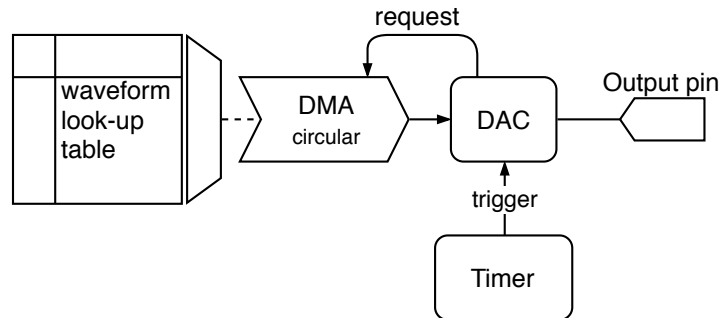 request
waveform
look-up
table
DMA
circular
DAC
Output pin
trigger
Timer